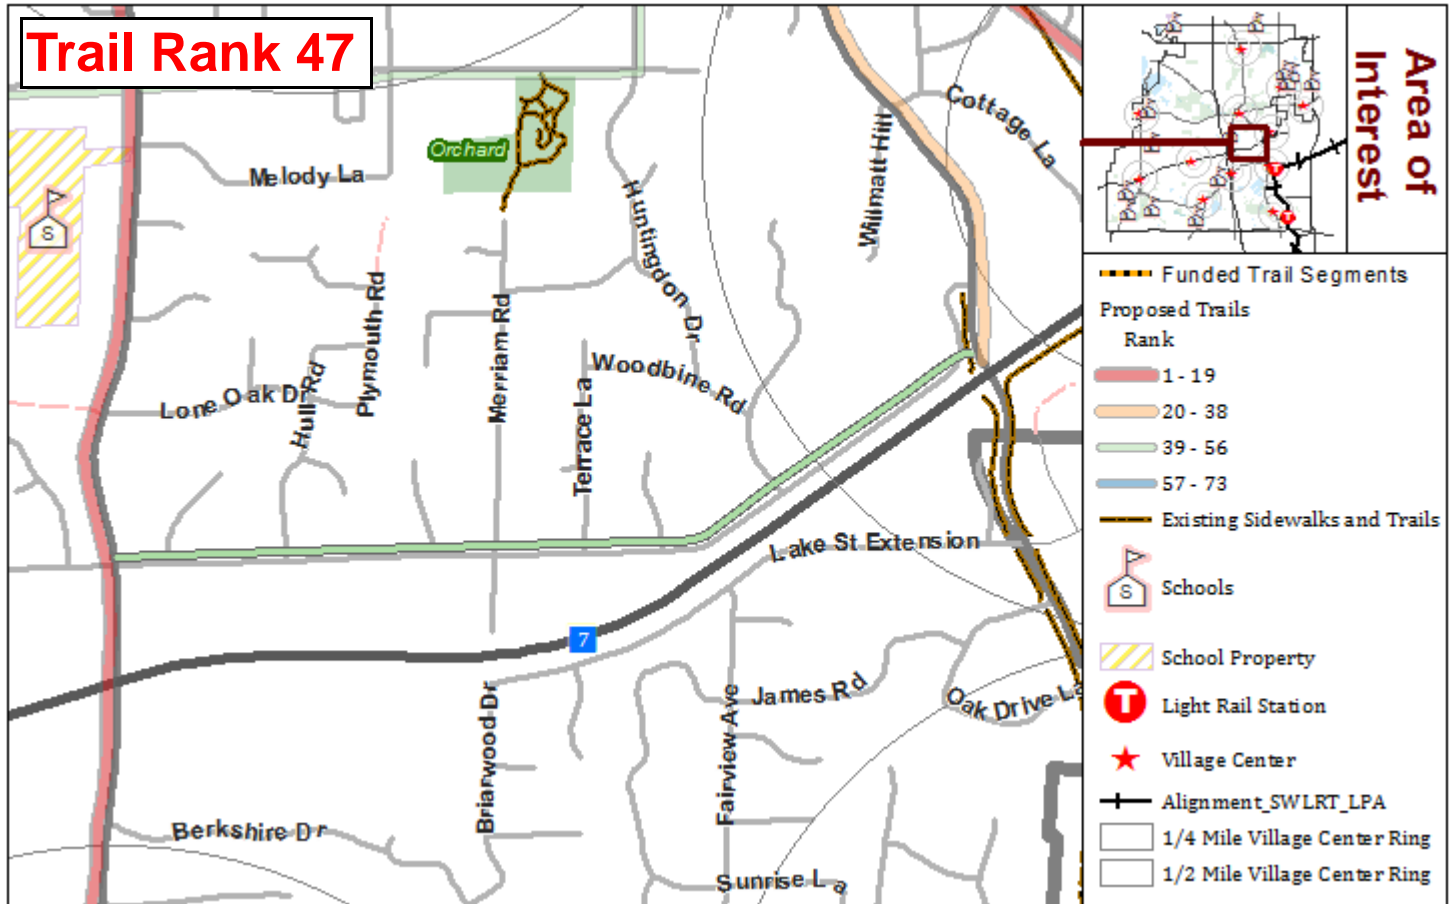 Trail Rank 47
Cottage La
Orchard
Melody La
Willmatt Hill
Huntingdon Dr
Plymouth Rd
Merriam Rd
Woodbine Rd
Lone Oak Dr
Hull Rd
Terrace La
Lake St Extension
7
James Rd
Oak Drive La
Briarwood Dr
Fairview Ave
Berkshire Dr
Sunrise La
S
Area of
Interest
T
T
Funded Trail Segments
Proposed Trails
Rank
1 - 19
20 - 38
39 - 56
57 - 73
Existing Sidewalks and Trails
S
Schools
School Property
T
Light Rail Station
Village Center
Alignment_SWLRT_LPA
1/4 Mile Village Center Ring
1/2 Mile Village Center Ring